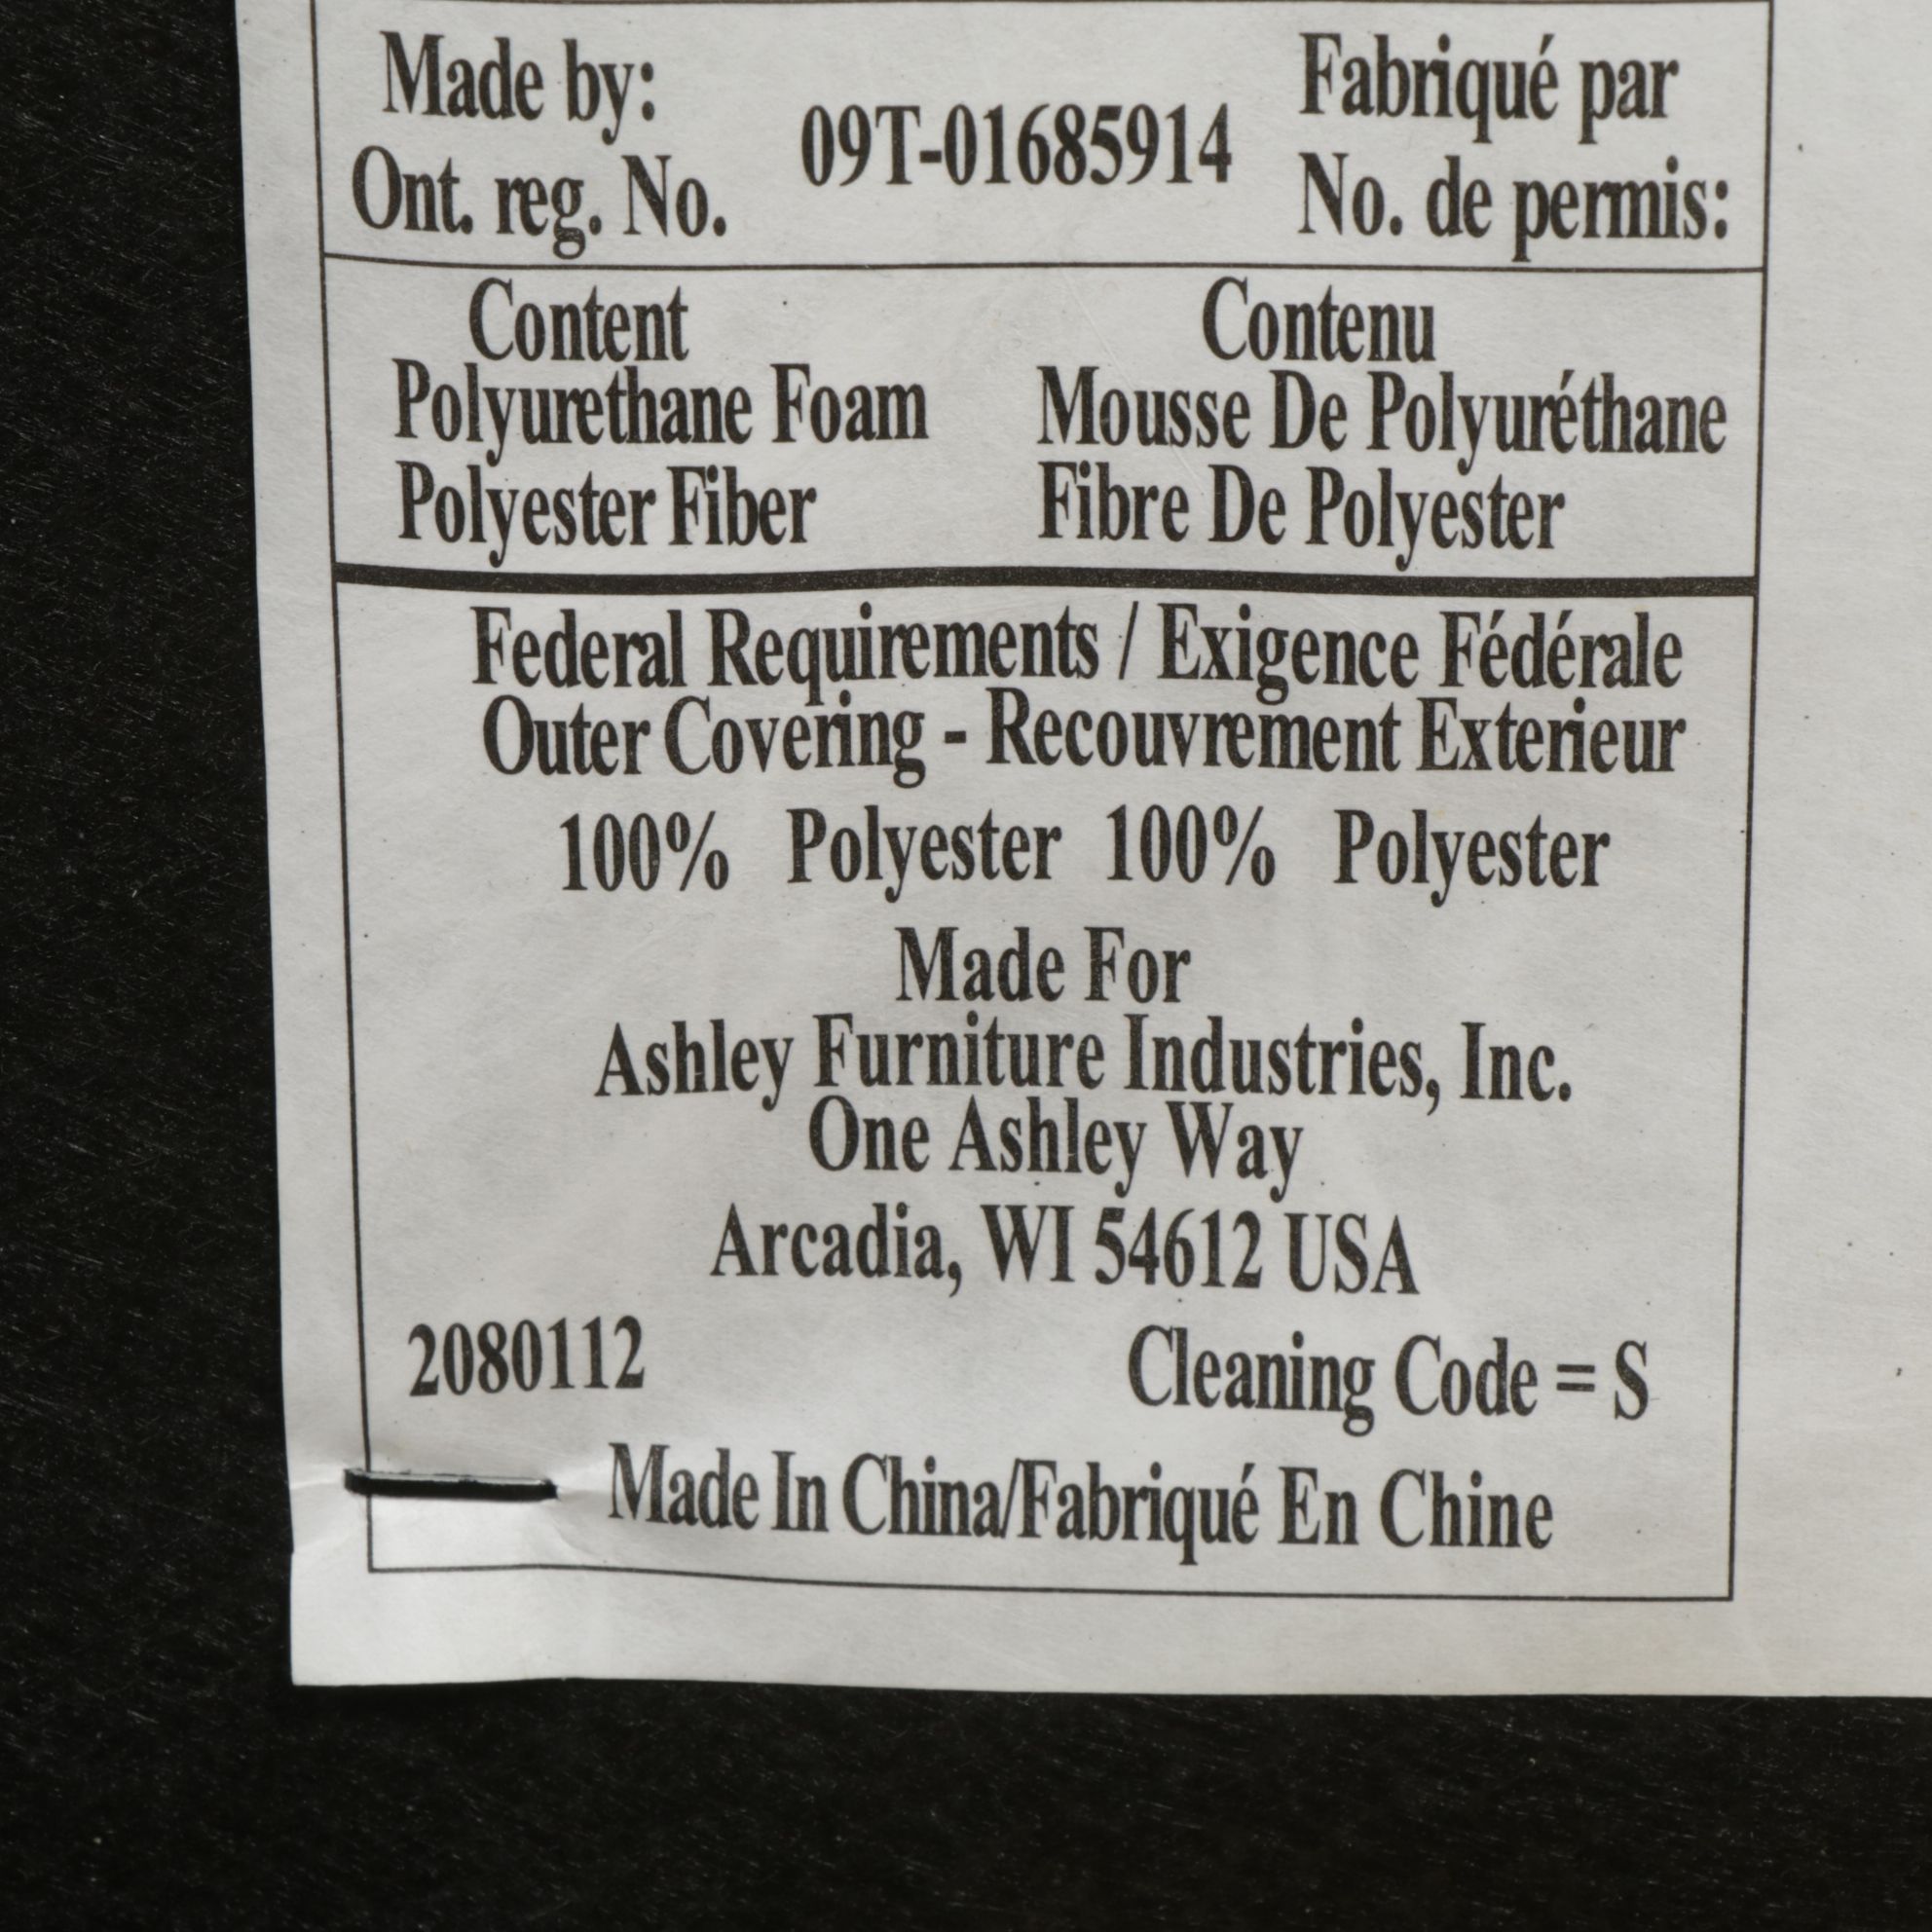 Made by:
Ont. reg. No.
09T-01685914
Fabriqué par
No. de permis:
Content
Polyurethane Foam
Polyester Fiber
Contenu
Mousse De Polyuréthane
Fibre De Polyester
Federal Requirements / Exigence Fédérale
Outer Covering - Recouvrement Exterieur
100% Polyester 100% Polyester
Made For
Ashley Furniture Industries, Inc.
One Ashley Way
Arcadia, WI 54612 USA
2080112 Cleaning Code = S
Made In China/Fabriqué En Chine